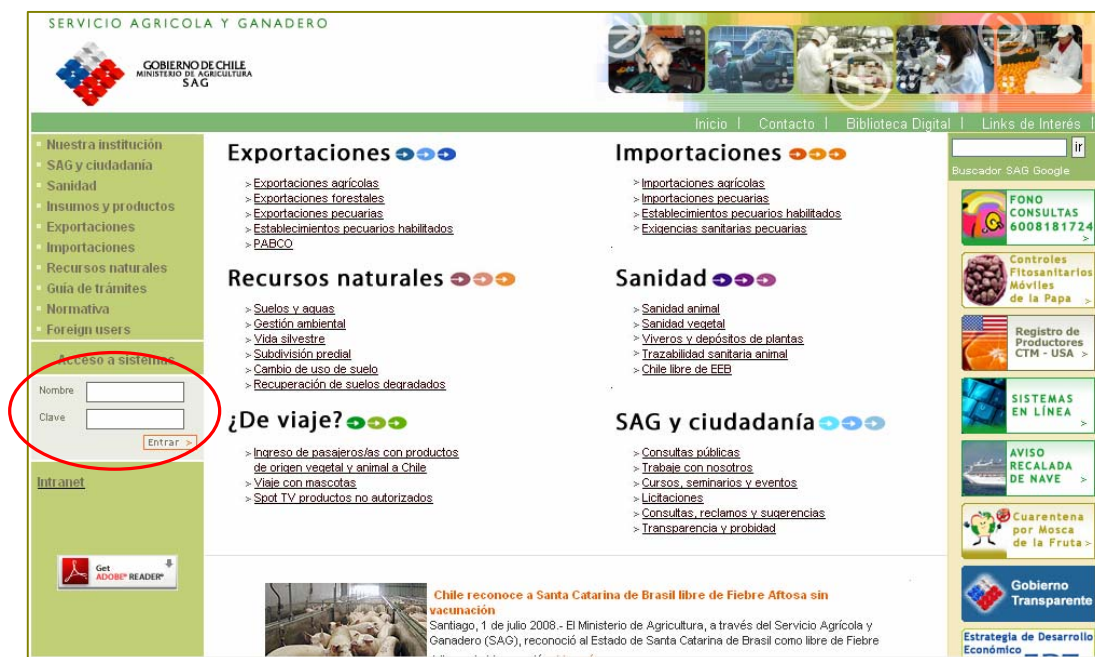 SERVICIO AGRICOLA Y GANADERO
GOBIERNO DE CHILE
MINISTERIO DE AGRICULTURA
SAG
Inicio | Contacto | Biblioteca Digital | Links de Interés |
Nuestra institución
SAG y ciudadanía
Sanidad
Insumos y productos
Exportaciones
Importaciones
Recursos naturales
Guía de trámites
Normativa
Foreign users
Acceso a sistemas
Nombre
Clave
Entrar >
Intranet
Get
ADOBE® READER®
Exportaciones
> Exportaciones agrícolas
> Exportaciones forestales
> Exportaciones pecuarias
> Establecimientos pecuarios habilitados
> PABCO
Importaciones
> Importaciones agrícolas
> Importaciones pecuarias
> Establecimientos pecuarios habilitados
> Exigencias sanitarias pecuarias
Recursos naturales
> Suelos y aguas
> Gestión ambiental
> Vida silvestre
> Subdivisión predial
> Cambio de uso de suelo
> Recuperación de suelos degradados
Sanidad
> Sanidad animal
> Sanidad vegetal
> Viveros y depósitos de plantas
> Trazabilidad sanitaria animal
> Chile libre de EEB
¿De viaje?
> Ingreso de pasajeros/as con productos
de origen vegetal y animal a Chile
> Viaje con mascotas
> Spot TV productos no autorizados
SAG y ciudadanía
> Consultas públicas
> Trabaje con nosotros
> Cursos, seminarios y eventos
> Licitaciones
> Consultas, reclamos y sugerencias
> Transparencia y probidad
Chile reconoce a Santa Catarina de Brasil libre de Fiebre Aftosa sin
vacunación
Santiago, 1 de julio 2008.- El Ministerio de Agricultura, a través del Servicio Agrícola y
Ganadero (SAG), reconoció al Estado de Santa Catarina de Brasil como libre de Fiebre
ir
Buscador SAG Google
FONO
CONSULTAS
6008181724
>
Controles
Fitosanitarios
Móviles
de la Papa >
Registro de
Productores
CTM - USA >
SISTEMAS
EN LÍNEA
>
AVISO
RECALADA
DE NAVE >
Cuarentena
por Mosca
de la Fruta >
Gobierno
Transparente
Estrategia de Desarrollo
Económico